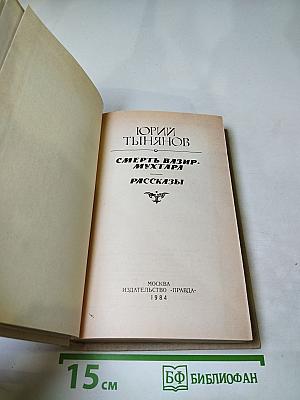 ЮРИЙ
ТЫНЯНОВ
СМЕРТЬ ВАЗИР-
МУХТАРА
РАССКАЗЫ
МОСКВА
ИЗДАТЕЛЬСТВО «ПРАВДА»
1984
15 см
БФ БИБЛИОФАН